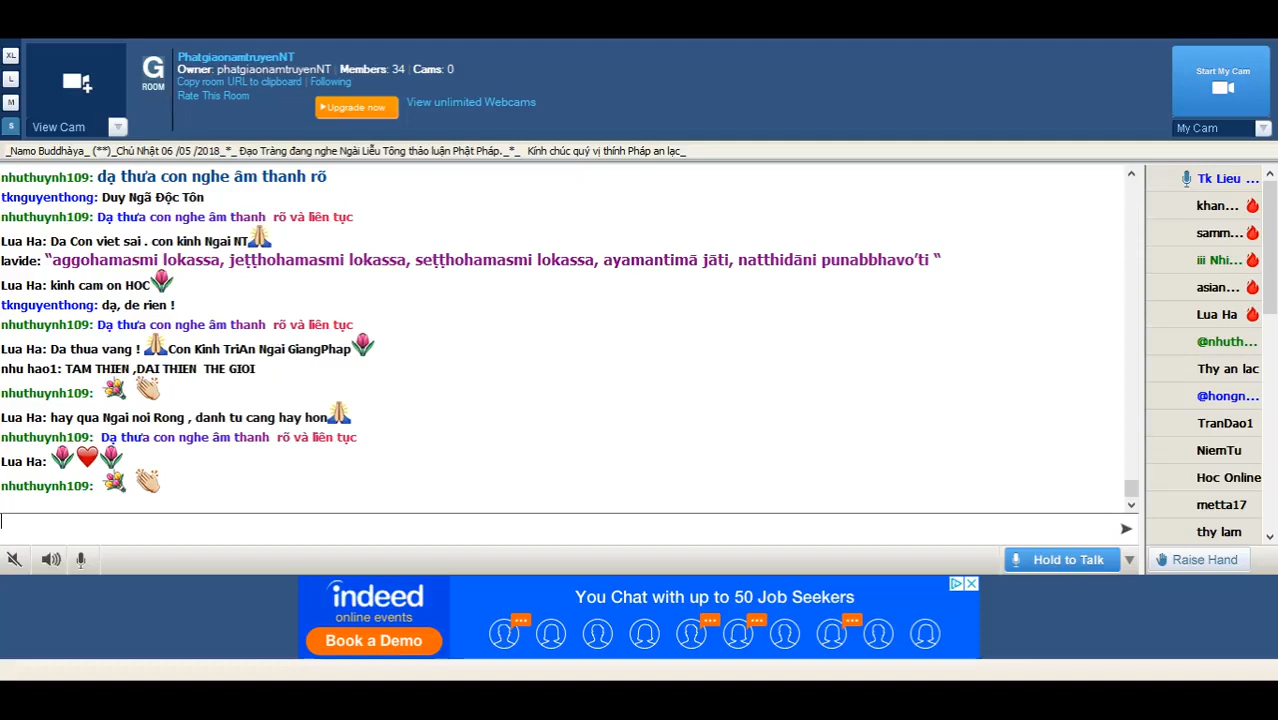 XL
L
M
S
View Cam
G
ROOM
PhatgiaonamtruyenNT
Owner: phatgiaonamtruyenNT | Members: 34 | Cams: 0
Copy room URL to clipboard | Following
Rate This Room
Upgrade now
View unlimited Webcams
Start My Cam
My Cam
_Namo Buddhàya_ (**)_Chủ Nhật 06 /05 /2018_*_ Đạo Tràng đang nghe Ngài Liễu Tông thảo luận Phật Pháp._*_ Kính chúc quý vị thính Pháp an lạc_
nhuthuynh109: dạ thưa con nghe âm thanh rõ
tknguyenthong: Duy Ngã Độc Tôn
nhuthuynh109: Dạ thưa con nghe âm thanh rõ và liên tục
Lua Ha: Da Con viet sai . con kinh Ngai NT
lavide: “aggohamasmi lokassa, jeṭṭhohamasmi lokassa, seṭṭhohamasmi lokassa, ayamantimā jāti, natthidāni punabbhavo’ti “
Lua Ha: kinh cam on HOC
tknguyenthong: dạ, de rien !
nhuthuynh109: Dạ thưa con nghe âm thanh rõ và liên tục
Lua Ha: Da thua vang ! Con Kinh TriAn Ngai GiangPhap
nhu hao1: TAM THIEN ,DAI THIEN THE GIOI
nhuthuynh109:
Lua Ha: hay qua Ngai noi Rong , danh tu cang hay hon
nhuthuynh109: Dạ thưa con nghe âm thanh rõ và liên tục
Lua Ha:
nhuthuynh109:
Tk Lieu ...
khan...
samm...
iii Nhi...
asian...
Lua Ha
@nhuth...
Thy an lac
@hongn...
TranDao1
NiemTu
Hoc Online
metta17
thy lam
Hold to Talk
Raise Hand
indeed
online events
Book a Demo
You Chat with up to 50 Job Seekers